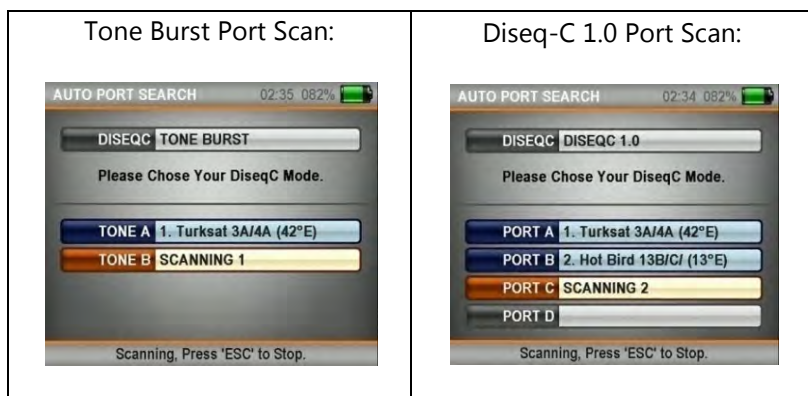 Tone Burst Port Scan:
AUTO PORT SEARCH 02:35 082%
DISEQC TONE BURST
Please Chose Your DiseqC Mode.
TONE A 1. Turksat 3A/4A (42°E)
TONE B SCANNING 1
Scanning, Press 'ESC' to Stop.
Diseq-C 1.0 Port Scan:
AUTO PORT SEARCH 02:34 082%
DISEQC DISEQC 1.0
Please Chose Your DiseqC Mode.
PORT A 1. Turksat 3A/4A (42°E)
PORT B 2. Hot Bird 13B/C/ (13°E)
PORT C SCANNING 2
PORT D
Scanning, Press 'ESC' to Stop.